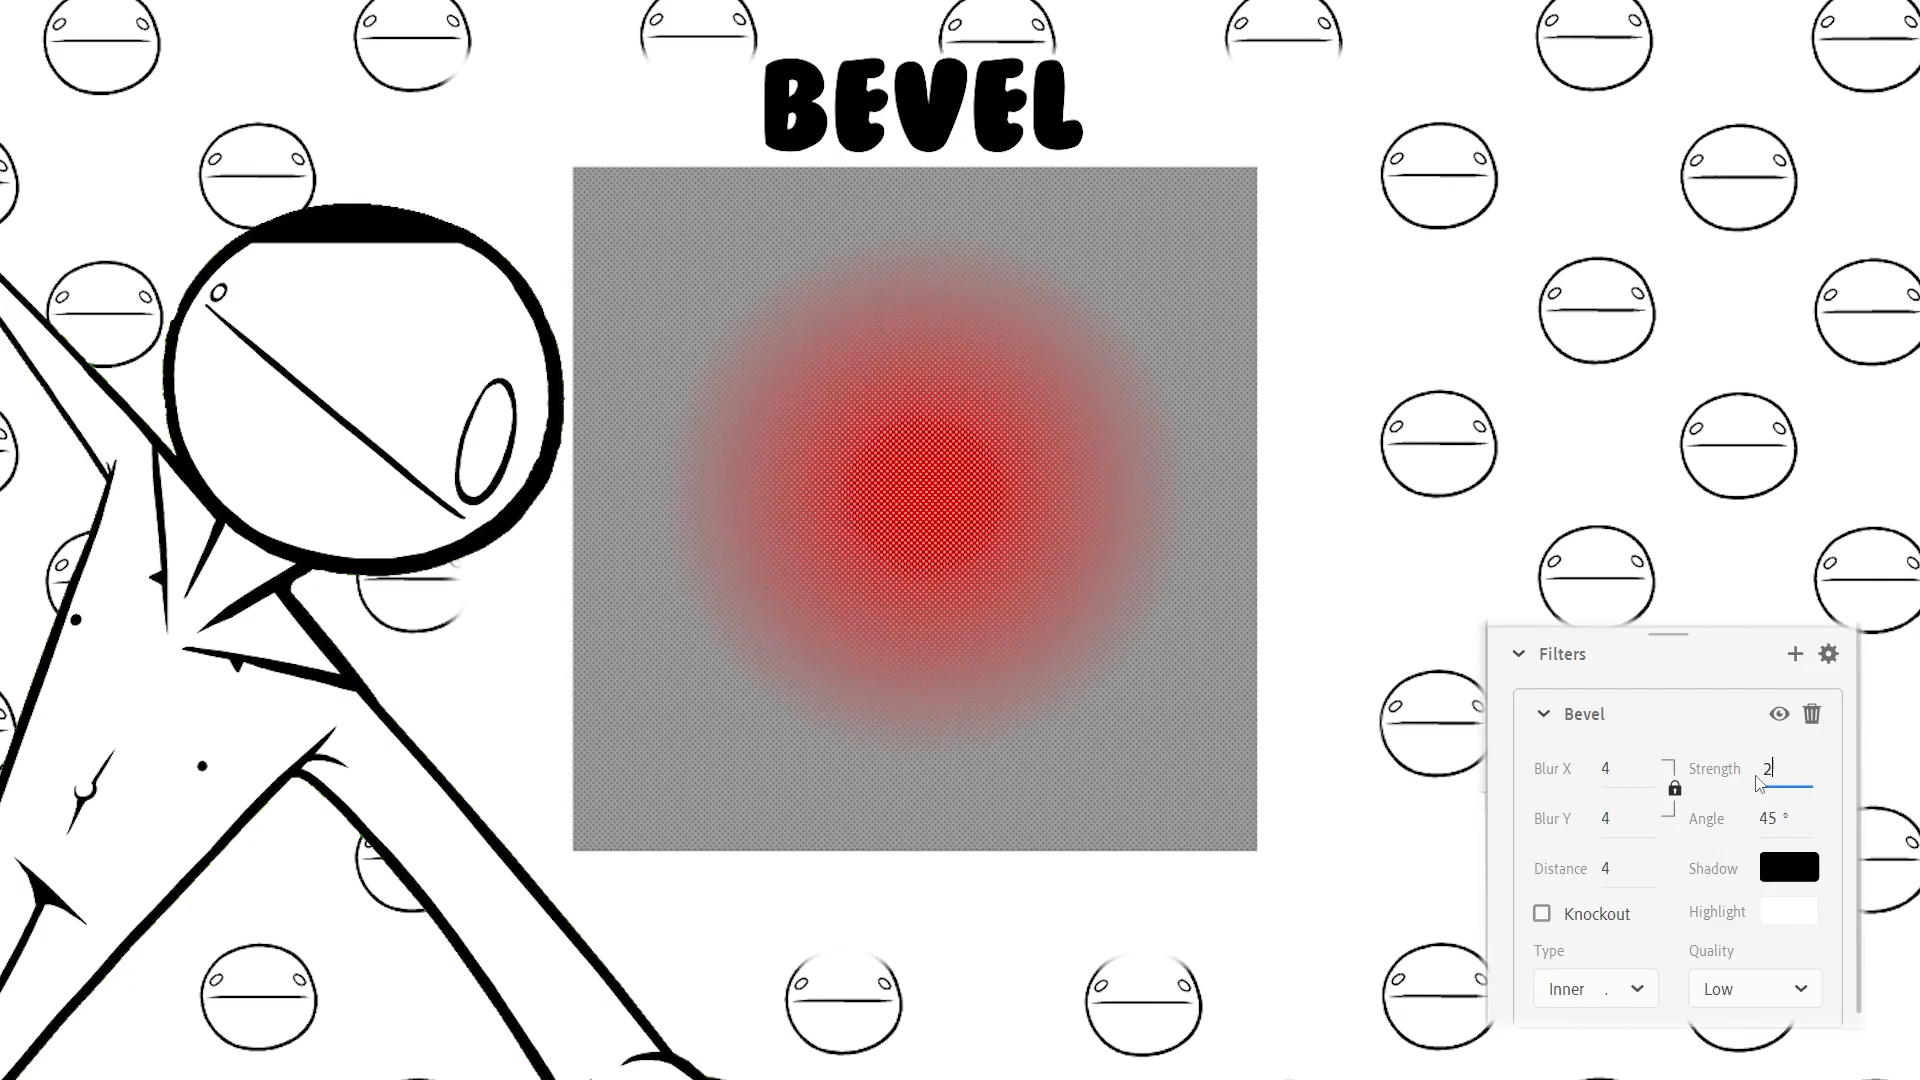 BEVEL
Filters
Bevel
Blur X 4 Strength 2
Blur Y 4 Angle 45 °
Distance 4 Shadow
Knockout Highlight
Type Quality
Inner . Low